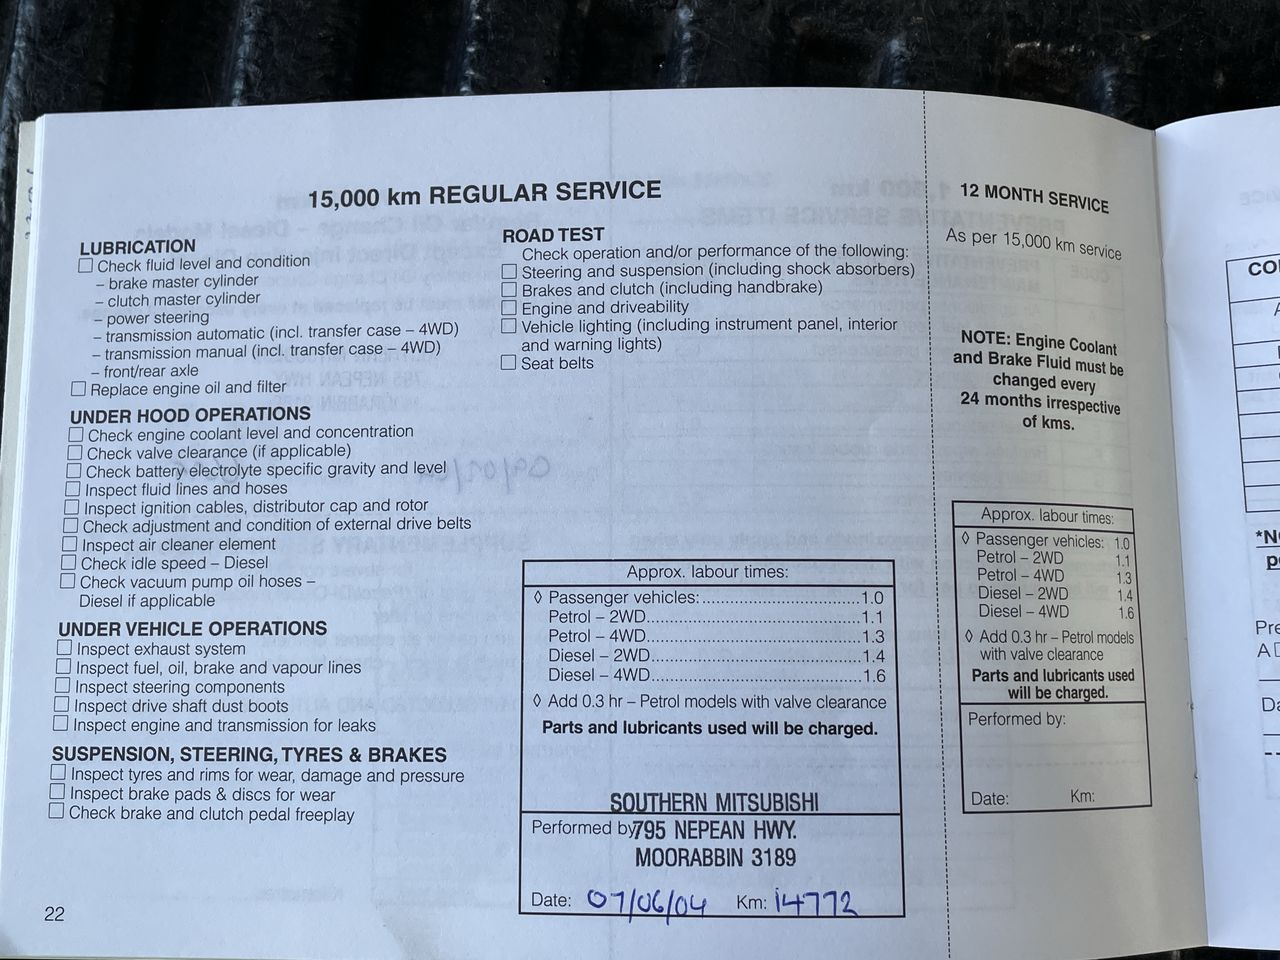 15,000 km REGULAR SERVICE
LUBRICATION
Check fluid level and condition
– brake master cylinder
– clutch master cylinder
– power steering
– transmission automatic (incl. transfer case – 4WD)
– transmission manual (incl. transfer case – 4WD)
– front/rear axle
Replace engine oil and filter
UNDER HOOD OPERATIONS
Check engine coolant level and concentration
Check valve clearance (if applicable)
Check battery electrolyte specific gravity and level
Inspect fluid lines and hoses
Inspect ignition cables, distributor cap and rotor
Check adjustment and condition of external drive belts
Inspect air cleaner element
Check idle speed – Diesel
Check vacuum pump oil hoses –
Diesel if applicable
UNDER VEHICLE OPERATIONS
Inspect exhaust system
Inspect fuel, oil, brake and vapour lines
Inspect steering components
Inspect drive shaft dust boots
Inspect engine and transmission for leaks
SUSPENSION, STEERING, TYRES & BRAKES
Inspect tyres and rims for wear, damage and pressure
Inspect brake pads & discs for wear
Check brake and clutch pedal freeplay
22
ROAD TEST
Check operation and/or performance of the following:
Steering and suspension (including shock absorbers)
Brakes and clutch (including handbrake)
Engine and driveability
Vehicle lighting (including instrument panel, interior
and warning lights)
Seat belts
Approx. labour times:
◊ Passenger vehicles:..............................1.0
Petrol – 2WD........................................1.1
Petrol – 4WD........................................1.3
Diesel – 2WD.......................................1.4
Diesel – 4WD.......................................1.6
◊ Add 0.3 hr – Petrol models with valve clearance
Parts and lubricants used will be charged.
SOUTHERN MITSUBISHI
Performed by 795 NEPEAN HWY.
MOORABBIN 3189
Date: 07/06/04 Km: 14772
12 MONTH SERVICE
As per 15,000 km service
NOTE: Engine Coolant
and Brake Fluid must be
changed every
24 months irrespective
of kms.
Approx. labour times:
◊ Passenger vehicles: 1.0
Petrol – 2WD 1.1
Petrol – 4WD 1.3
Diesel – 2WD 1.4
Diesel – 4WD 1.6
◊ Add 0.3 hr – Petrol models
with valve clearance
Parts and lubricants used
will be charged.
Performed by:
Date: Km: